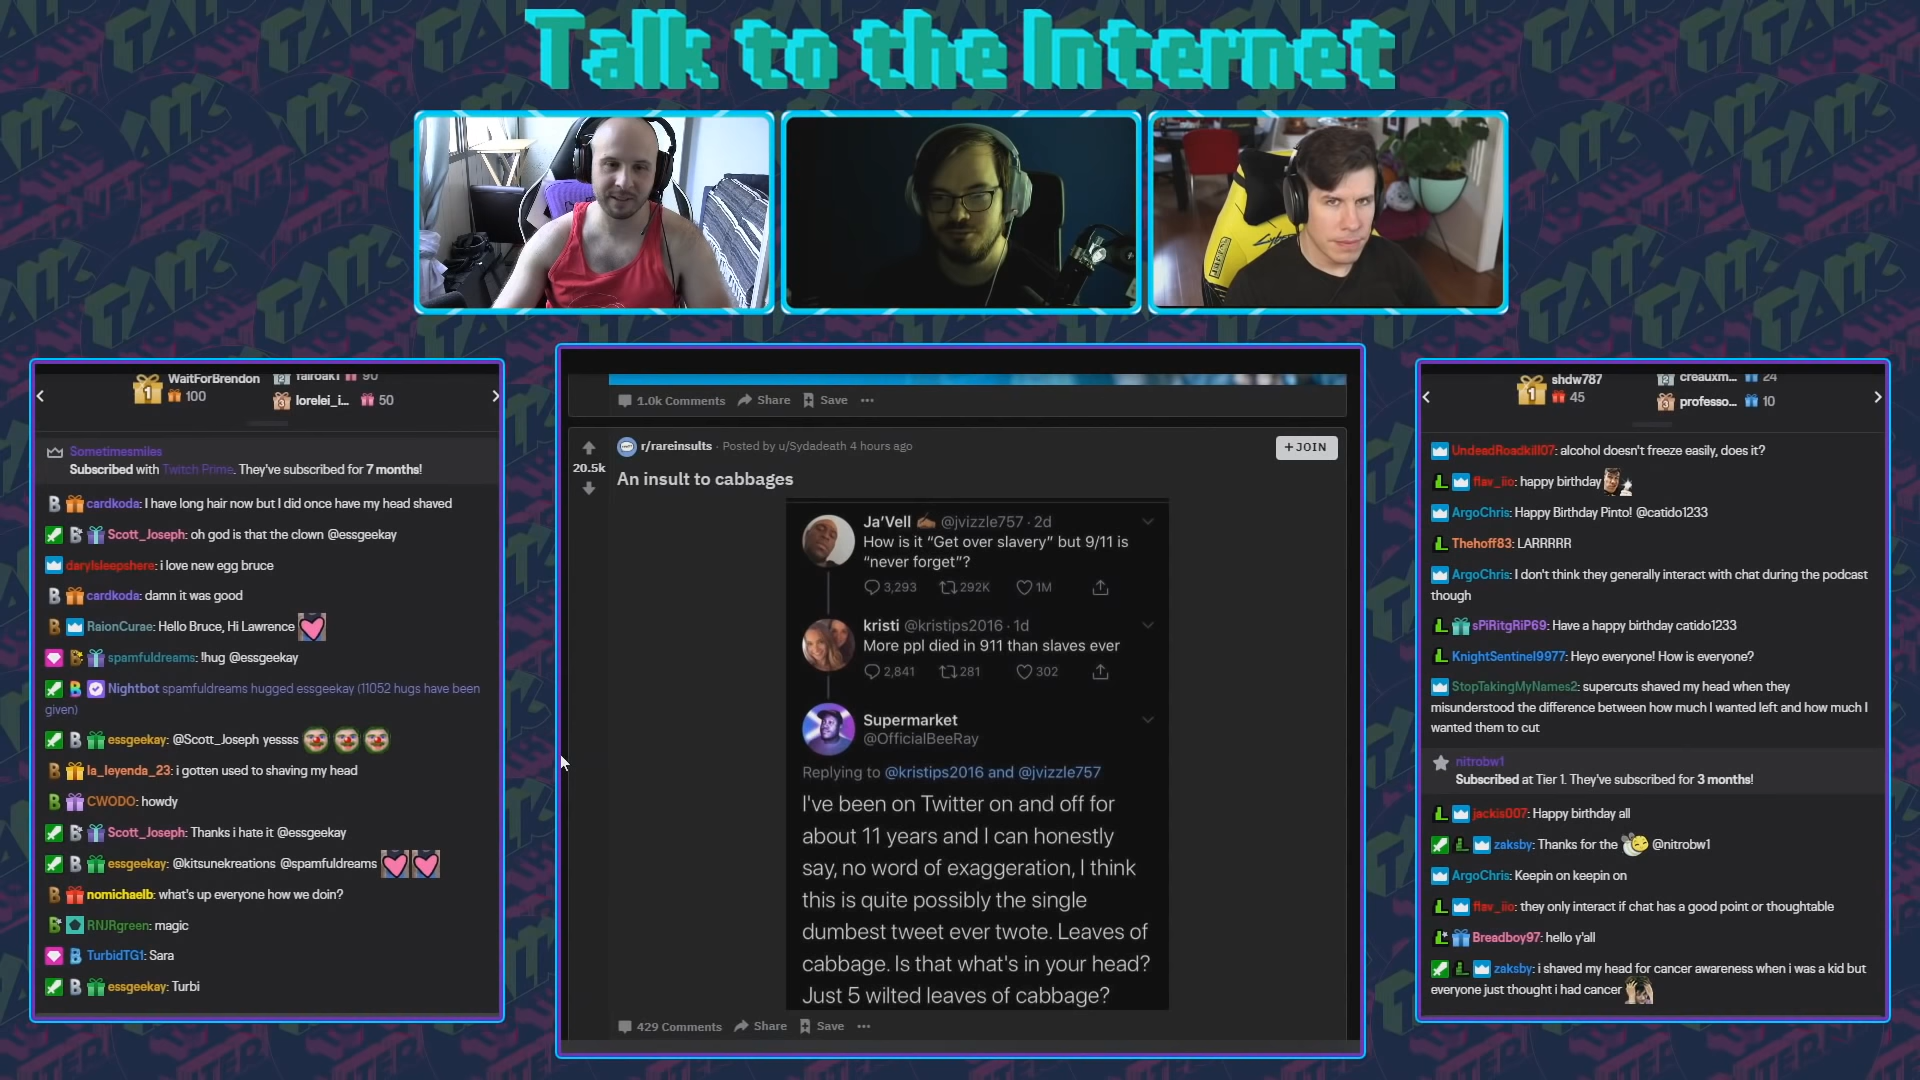 Talk to the Internet
WaitForBrendon
100
90
lorelei_i...
50
Sometimesmiles
Subscribed with Twitch Prime. They've subscribed for 7 months!
cardkoda: I have long hair now but I did once have my head shaved
Scott_Joseph: oh god is that the clown @essgeekay
darylsleepshere: i love new egg bruce
cardkoda: damn it was good
RaionCurae: Hello Bruce, Hi Lawrence
spamfuldreams: !hug @essgeekay
Nightbot spamfuldreams hugged essgeekay (11052 hugs have been
given)
essgeekay: @Scott_Joseph yessss
la_leyenda_23: i gotten used to shaving my head
CWODO: howdy
Scott_Joseph: Thanks i hate it @essgeekay
essgeekay: @kitsunekreations @spamfuldreams
nomichaelb: what's up everyone how we doin?
RNJRgreen: magic
TurbidTG1: Sara
essgeekay: Turbi
1.0k Comments Share Save
r/rareinsults · Posted by u/Sydadeath 4 hours ago
+ JOIN
20.5k
An insult to cabbages
Ja'Vell @jvizzle757 · 2d
How is it “Get over slavery” but 9/11 is
“never forget”?
3,293 292K 1M
kristi @kristips2016 · 1d
More ppl died in 911 than slaves ever
2,841 281 302
Supermarket
@OfficialBeeRay
Replying to @kristips2016 and @jvizzle757
I've been on Twitter on and off for
about 11 years and I can honestly
say, no word of exaggeration, I think
this is quite possibly the single
dumbest tweet ever twote. Leaves of
cabbage. Is that what's in your head?
Just 5 wilted leaves of cabbage?
429 Comments Share Save
shdw787
45
creauxm... 24
professo... 10
UndeadRoadkill07: alcohol doesn't freeze easily, does it?
flav_iio: happy birthday
ArgoChris: Happy Birthday Pinto! @catido1233
Thehoff83: LARRRRR
ArgoChris: I don't think they generally interact with chat during the podcast
though
sPiRitgRiP69: Have a happy birthday catido1233
KnightSentinel9977: Heyo everyone! How is everyone?
StopTakingMyNames2: supercuts shaved my head when they
misunderstood the difference between how much I wanted left and how much I
wanted them to cut
nitrobw1
Subscribed at Tier 1. They've subscribed for 3 months!
jackis007: Happy birthday all
zaksby: Thanks for the @nitrobw1
ArgoChris: Keepin on keepin on
flav_iio: they only interact if chat has a good point or thoughtable
Breadboy97: hello y'all
zaksby: i shaved my head for cancer awareness when i was a kid but
everyone just thought i had cancer